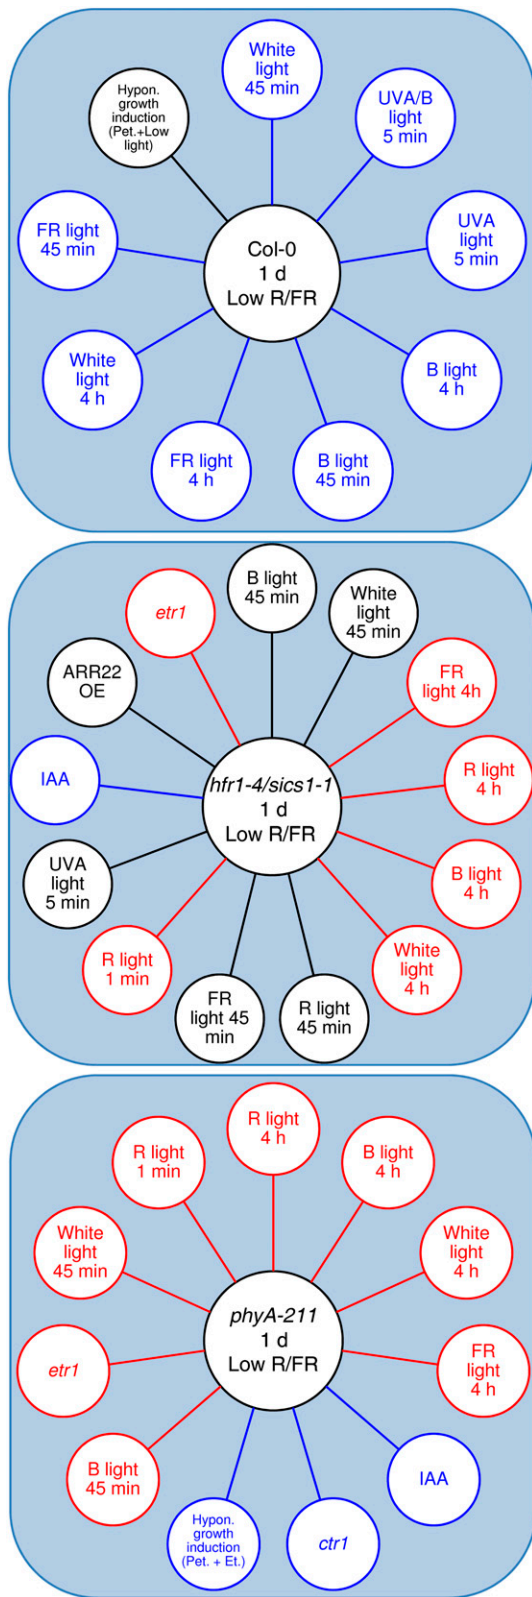 White
light
45 min
Hypon.
growth
induction
(Pet.+Low
light)
UVA/B
light
5 min
FR light
45 min
Col-0
1 d
Low R/FR
UVA
light
5 min
White
light
4 h
B light
4 h
FR light
4 h
B light
45 min
B light
45 min
etr1
White
light
45 min
ARR22
OE
FR
light 4h
IAA
hfr1-4/sics1-1
1 d
Low R/FR
R light
4 h
UVA
light
5 min
B light
4 h
R light
1 min
White
light
4 h
FR
light 45
min
R light
45 min
R light
4 h
R light
1 min
B light
4 h
White
light
45 min
White
light
4 h
phyA-211
1 d
Low R/FR
etr1
FR
light
4 h
B light
45 min
IAA
Hypon.
growth
induction
(Pet. + Et.)
ctr1